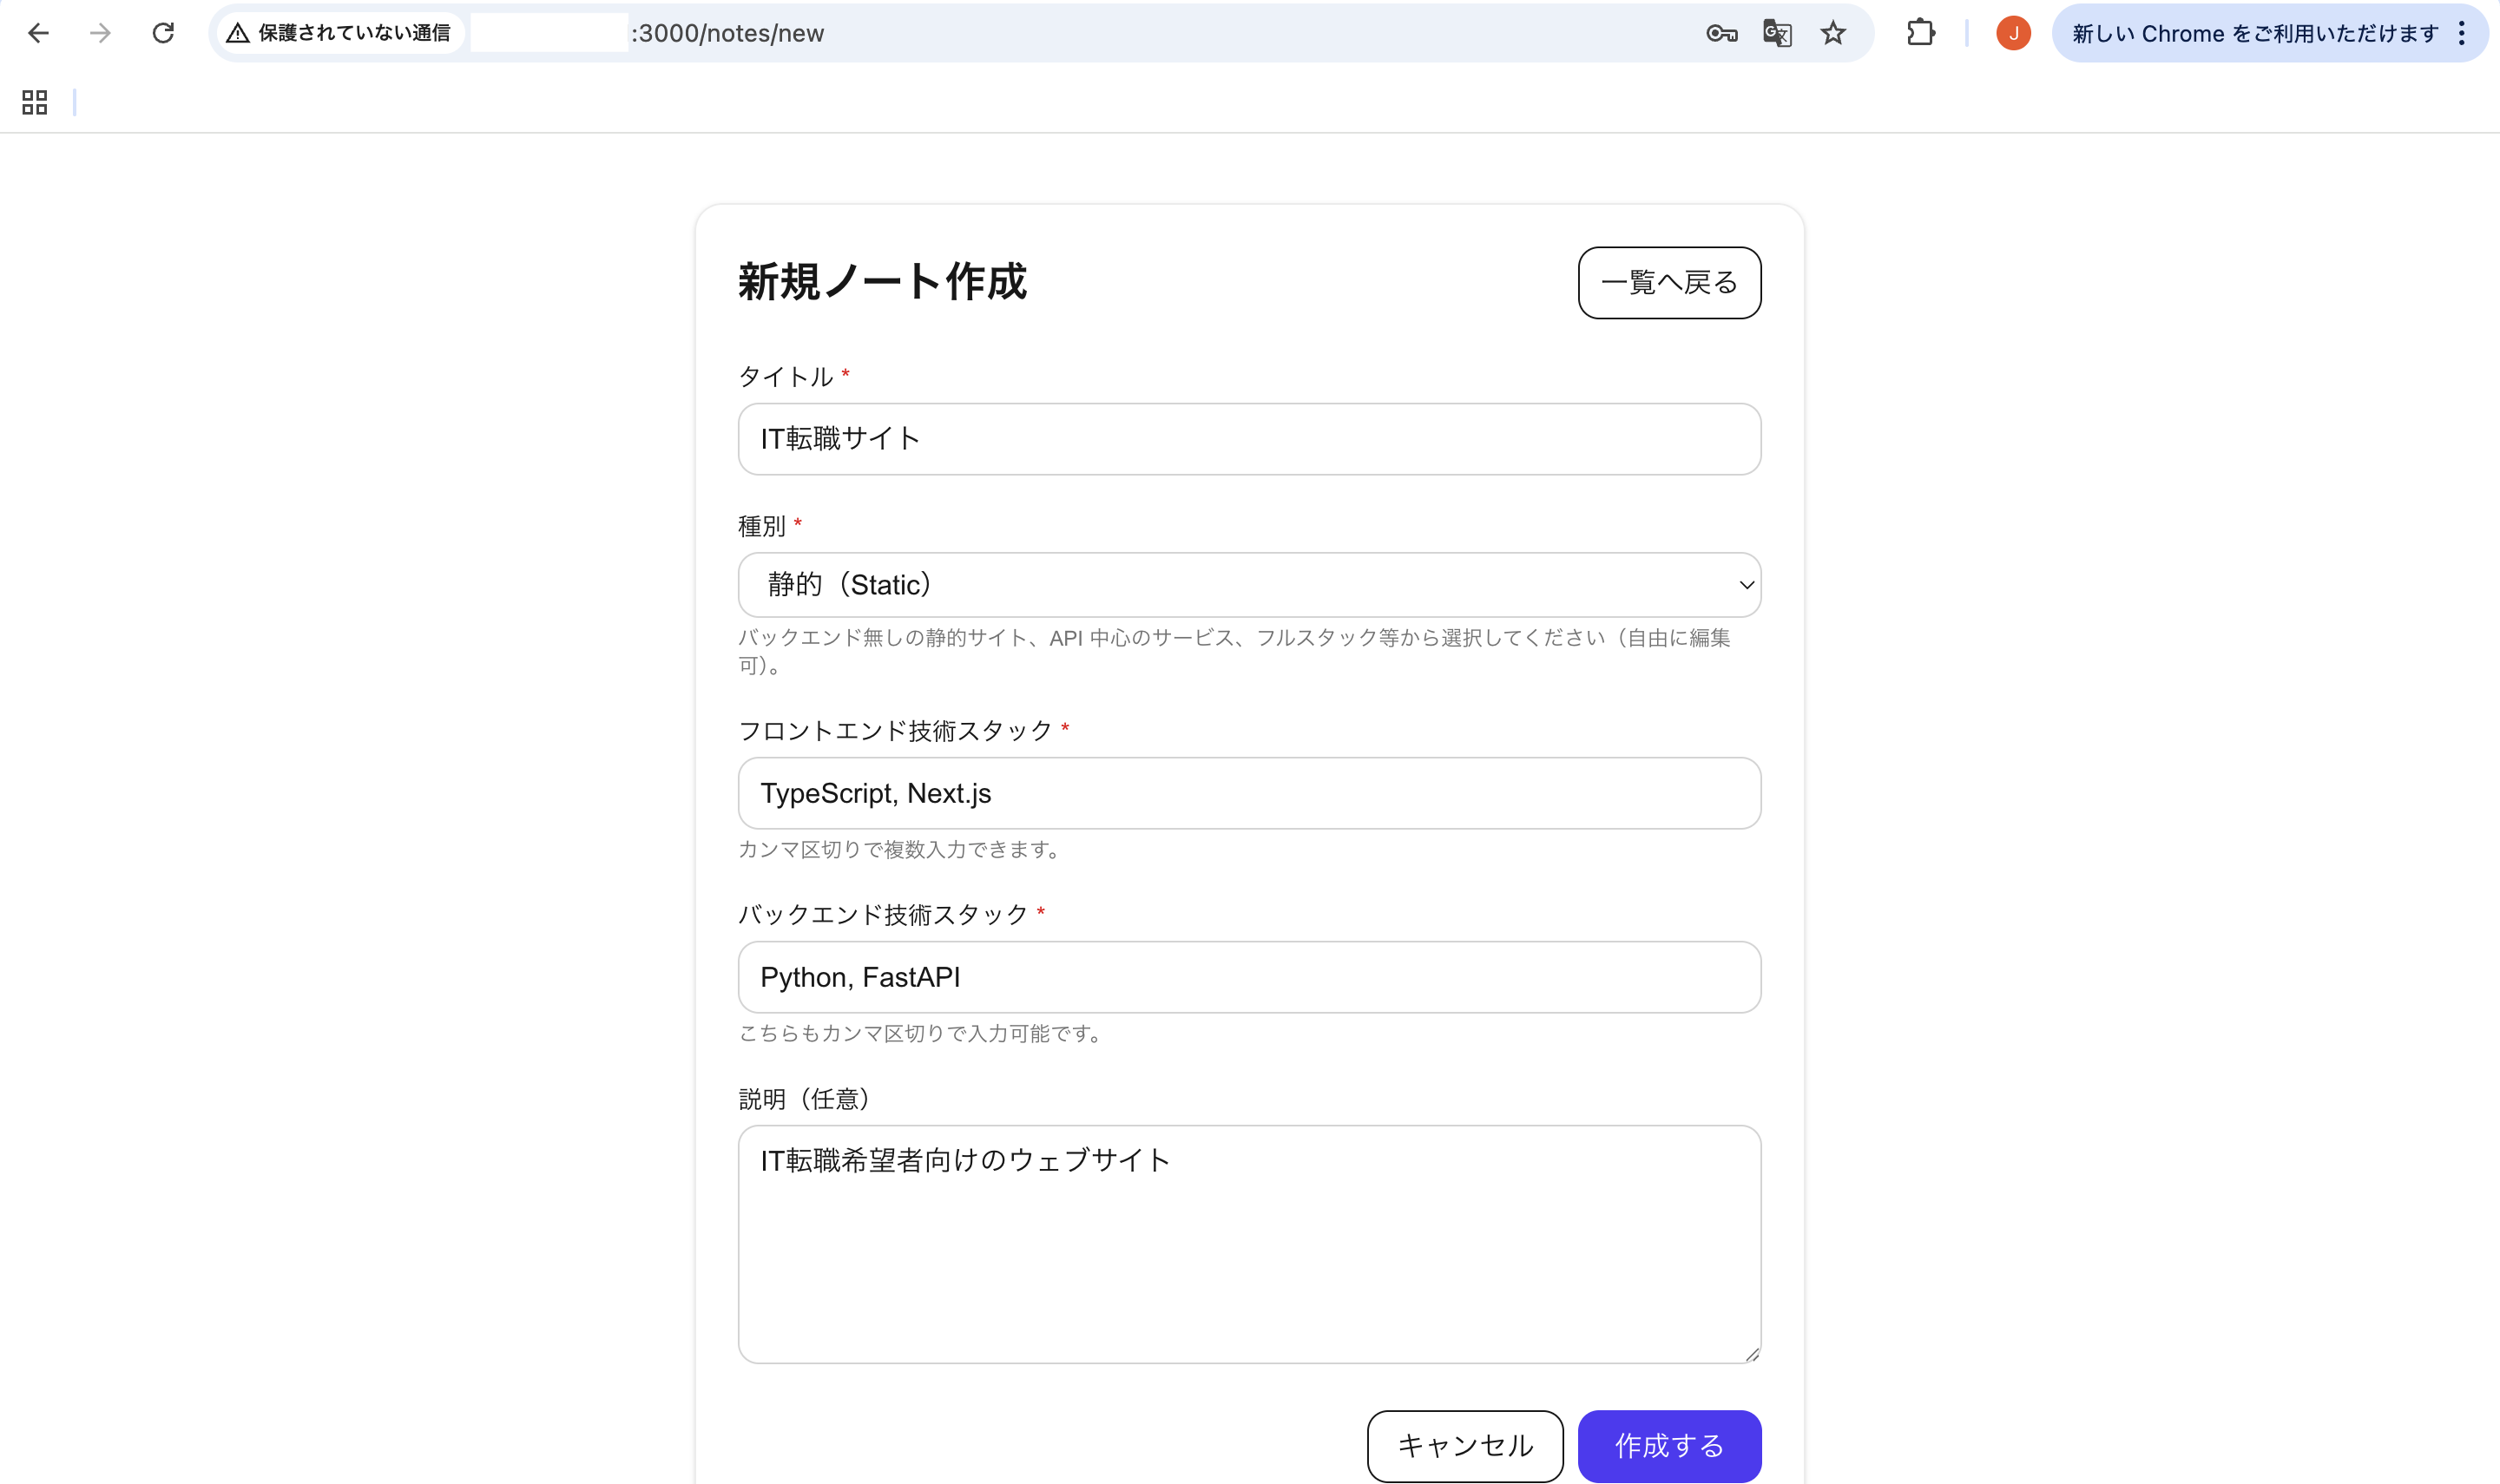 保護されていない通信 :3000/notes/new
J
新しい Chrome をご利用いただけます
新規ノート作成
一覧へ戻る
タイトル *
IT転職サイト
種別 *
静的（Static）
バックエンド無しの静的サイト、API 中心のサービス、フルスタック等から選択してください（自由に編集
可）。
フロントエンド技術スタック *
TypeScript, Next.js
カンマ区切りで複数入力できます。
バックエンド技術スタック *
Python, FastAPI
こちらもカンマ区切りで入力可能です。
説明（任意）
IT転職希望者向けのウェブサイト
キャンセル
作成する